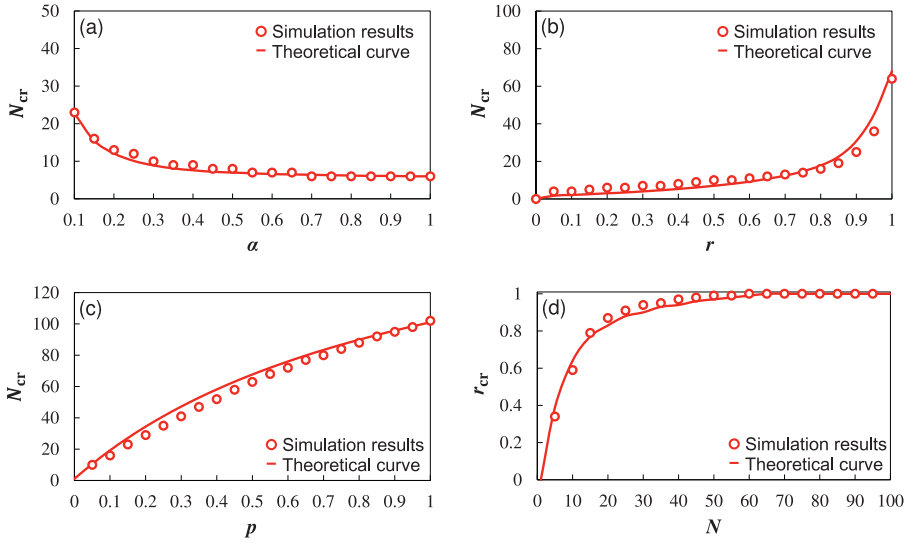 (a)
Simulation results
Theoretical curve
N_cr
50
40
30
20
10
0
0.1 0.2 0.3 0.4 0.5 0.6 0.7 0.8 0.9 1
α
(b)
Simulation results
Theoretical curve
N_cr
100
80
60
40
20
0
0 0.1 0.2 0.3 0.4 0.5 0.6 0.7 0.8 0.9 1
r
(c)
N_cr
120
100
80
60
40
20
0
Simulation results
Theoretical curve
0 0.1 0.2 0.3 0.4 0.5 0.6 0.7 0.8 0.9 1
p
(d)
r_cr
1
0.8
0.6
0.4
0.2
0
Simulation results
Theoretical curve
0 10 20 30 40 50 60 70 80 90 100
N